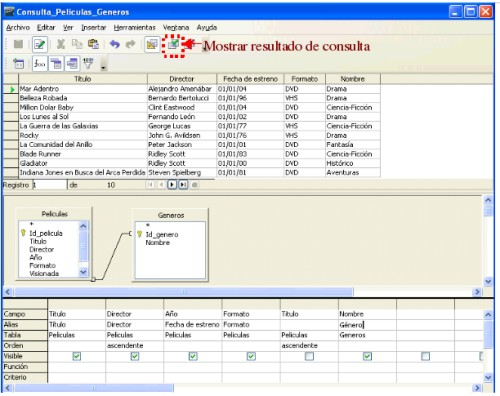 Consulta_Peliculas_Generos
Archivo Editar Ver Insertar Herramientas Ventana Ayuda
Mostrar resultado de consulta
Título Director Fecha de estreno Formato Nombre
Mar Adentro Alejandro Amenábar 01/01/04 DVD Drama
Belleza Robada Bernardo Bertolucci 01/01/96 VHS Drama
Million Dolar Baby Clint Eastwood 01/01/04 DVD Ciencia-Ficción
Los Lunes al Sol Fernando León 01/01/02 DVD Drama
La Guerra de las Galaxias George Lucas 01/01/77 VHS Ciencia-Ficción
Rocky John G. Avildsen 01/01/76 VHS Drama
La Comunidad del Anillo Peter Jackson 01/01/01 DVD Fantasía
Blade Runner Ridley Scott 01/01/83 DVD Ciencia-Ficción
Gladiator Ridley Scott 01/01/00 DVD Histórico
Indiana Jones en Busca del Arca Perdida Steven Spielberg 01/01/81 DVD Aventuras
Registro 1 de 10
Peliculas
*
Id_pelicula
Titulo
Director
Año
Formato
Visionada
Generos
*
Id_genero
Nombre
Campo Titulo Director Año Formato Titulo Nombre
Alias Título Director Fecha de estreno Formato Género
Tabla Peliculas Peliculas Peliculas Peliculas Peliculas Generos
Orden ascendente ascendente
Visible
Función
Criterio